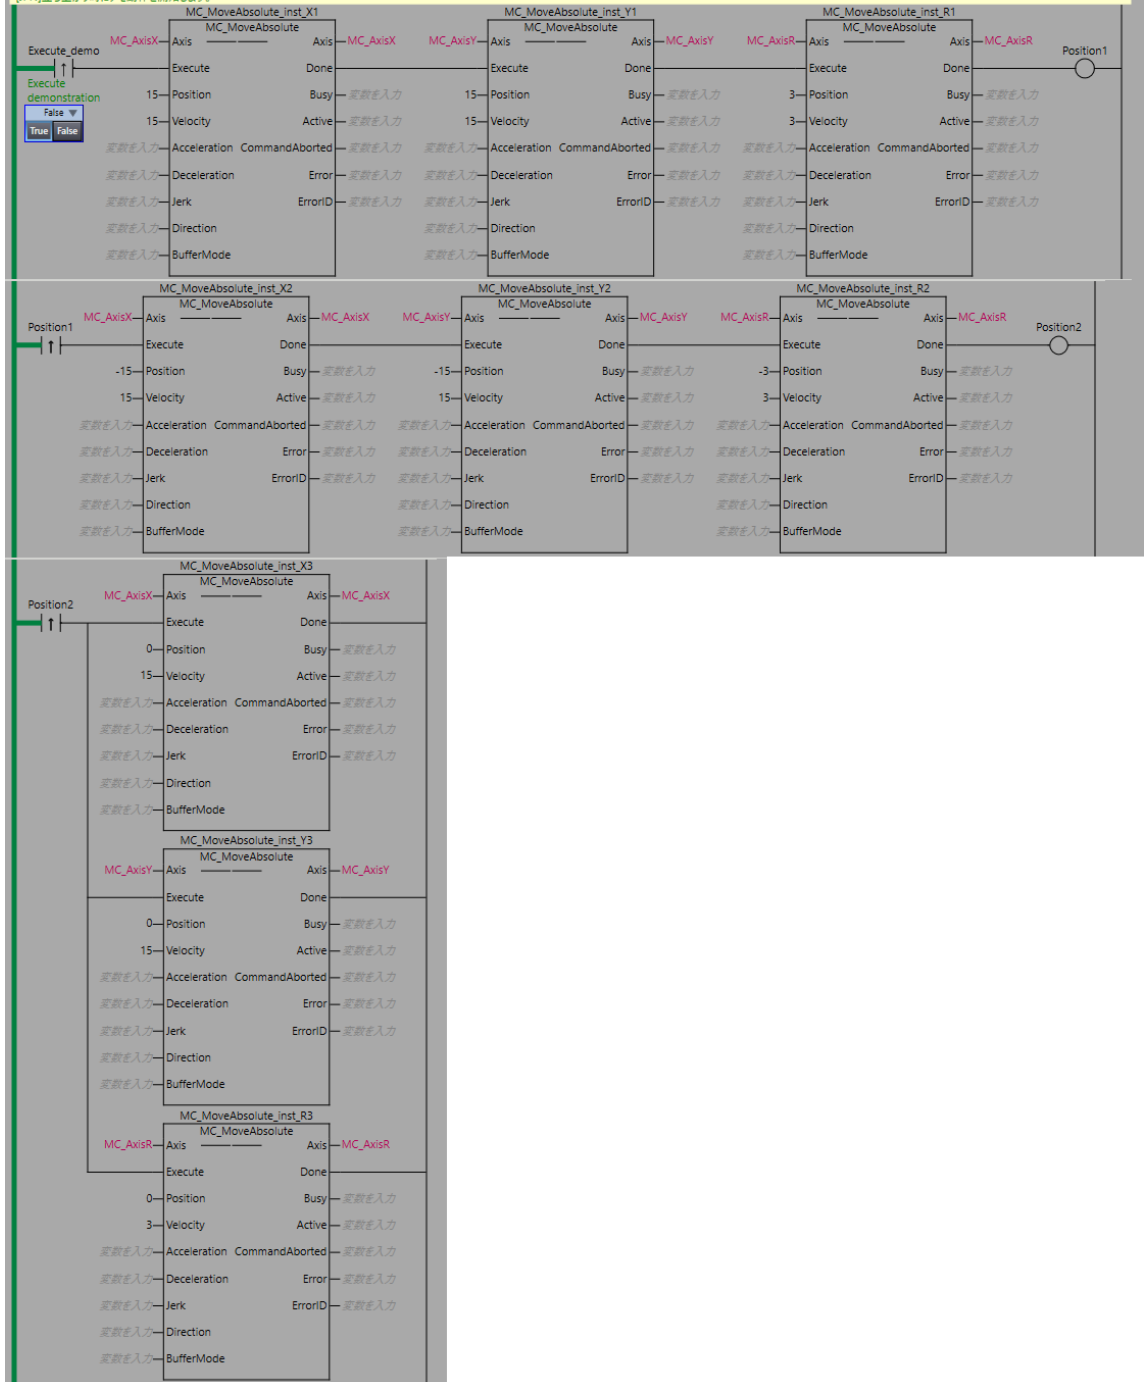 MC_MoveAbsolute_inst_X1 MC_MoveAbsolute_inst_Y1 MC_MoveAbsolute_inst_R1
MC_MoveAbsolute MC_MoveAbsolute MC_MoveAbsolute
MC_AxisX Axis Axis MC_AxisX MC_AxisY Axis Axis MC_AxisY MC_AxisR Axis Axis MC_AxisR
Execute_demo Position1
Execute Done Execute Done Execute Done
Execute
demonstration
15 Position Busy 変数を入力 15 Position Busy 変数を入力 3 Position Busy 変数を入力
False
15 Velocity Active 変数を入力 15 Velocity Active 変数を入力 3 Velocity Active 変数を入力
True False
変数を入力 Acceleration CommandAborted 変数を入力 変数を入力 Acceleration CommandAborted 変数を入力 変数を入力 Acceleration CommandAborted 変数を入力
変数を入力 Deceleration Error 変数を入力 変数を入力 Deceleration Error 変数を入力 変数を入力 Deceleration Error 変数を入力
変数を入力 Jerk ErrorID 変数を入力 変数を入力 Jerk ErrorID 変数を入力 変数を入力 Jerk ErrorID 変数を入力
変数を入力 Direction 変数を入力 Direction 変数を入力 Direction
変数を入力 BufferMode 変数を入力 BufferMode 変数を入力 BufferMode
MC_MoveAbsolute_inst_X2 MC_MoveAbsolute_inst_Y2 MC_MoveAbsolute_inst_R2
MC_MoveAbsolute MC_MoveAbsolute MC_MoveAbsolute
MC_AxisX Axis Axis MC_AxisX MC_AxisY Axis Axis MC_AxisY MC_AxisR Axis Axis MC_AxisR
Position1 Position2
Execute Done Execute Done Execute Done
-15 Position Busy 変数を入力 -15 Position Busy 変数を入力 -3 Position Busy 変数を入力
15 Velocity Active 変数を入力 15 Velocity Active 変数を入力 3 Velocity Active 変数を入力
変数を入力 Acceleration CommandAborted 変数を入力 変数を入力 Acceleration CommandAborted 変数を入力 変数を入力 Acceleration CommandAborted 変数を入力
変数を入力 Deceleration Error 変数を入力 変数を入力 Deceleration Error 変数を入力 変数を入力 Deceleration Error 変数を入力
変数を入力 Jerk ErrorID 変数を入力 変数を入力 Jerk ErrorID 変数を入力 変数を入力 Jerk ErrorID 変数を入力
変数を入力 Direction 変数を入力 Direction 変数を入力 Direction
変数を入力 BufferMode 変数を入力 BufferMode 変数を入力 BufferMode
MC_MoveAbsolute_inst_X3
MC_MoveAbsolute
MC_AxisX Axis Axis MC_AxisX
Position2
Execute Done
0 Position Busy 変数を入力
15 Velocity Active 変数を入力
変数を入力 Acceleration CommandAborted 変数を入力
変数を入力 Deceleration Error 変数を入力
変数を入力 Jerk ErrorID 変数を入力
変数を入力 Direction
変数を入力 BufferMode
MC_MoveAbsolute_inst_Y3
MC_MoveAbsolute
MC_AxisY Axis Axis MC_AxisY
Execute Done
0 Position Busy 変数を入力
15 Velocity Active 変数を入力
変数を入力 Acceleration CommandAborted 変数を入力
変数を入力 Deceleration Error 変数を入力
変数を入力 Jerk ErrorID 変数を入力
変数を入力 Direction
変数を入力 BufferMode
MC_MoveAbsolute_inst_R3
MC_MoveAbsolute
MC_AxisR Axis Axis MC_AxisR
Execute Done
0 Position Busy 変数を入力
3 Velocity Active 変数を入力
変数を入力 Acceleration CommandAborted 変数を入力
変数を入力 Deceleration Error 変数を入力
変数を入力 Jerk ErrorID 変数を入力
変数を入力 Direction
変数を入力 BufferMode